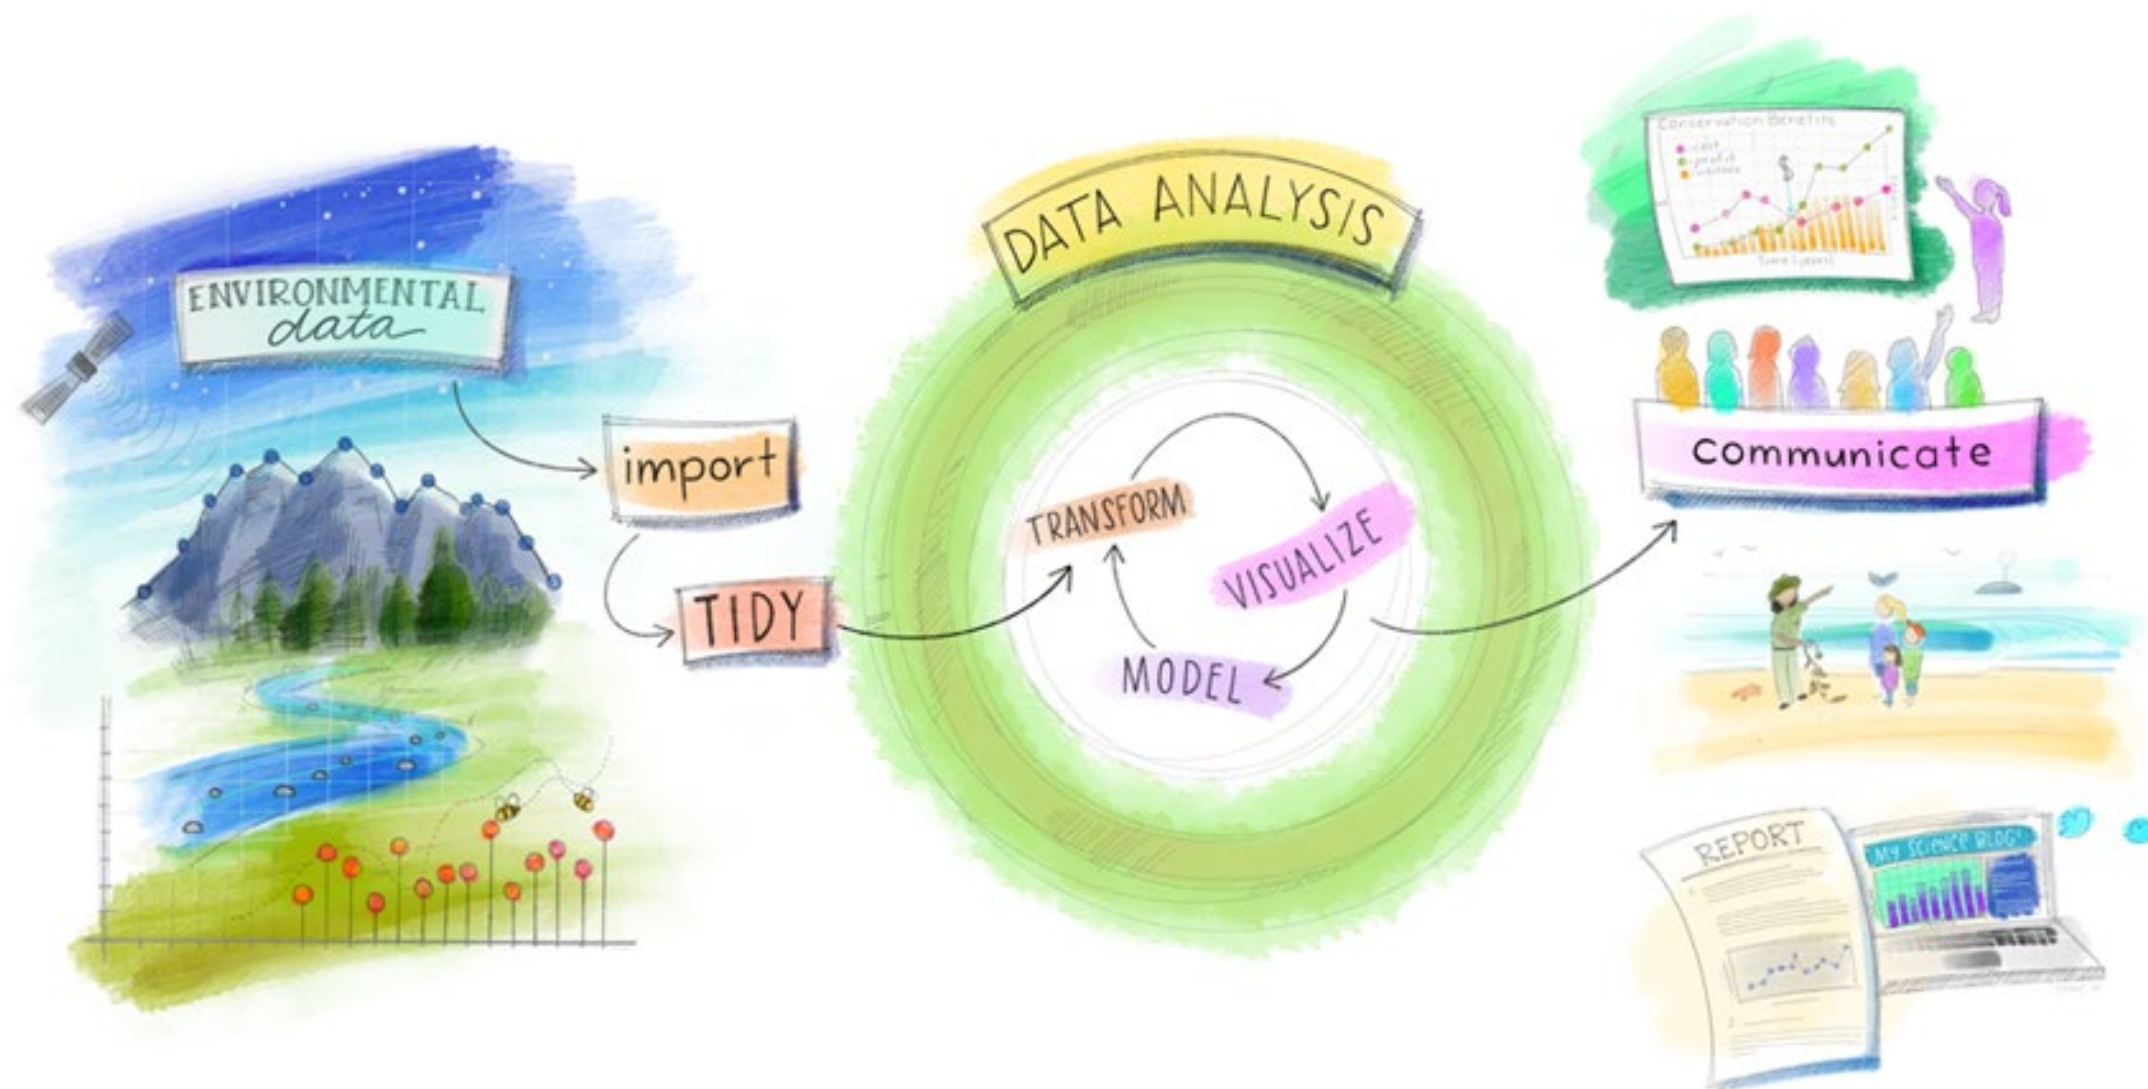 ENVIRONMENTAL
data
import
TIDY
DATA ANALYSIS
TRANSFORM
VISUALIZE
MODEL
Conservation Benefits
$
communicate
REPORT
MY SCIENCE BLOG!